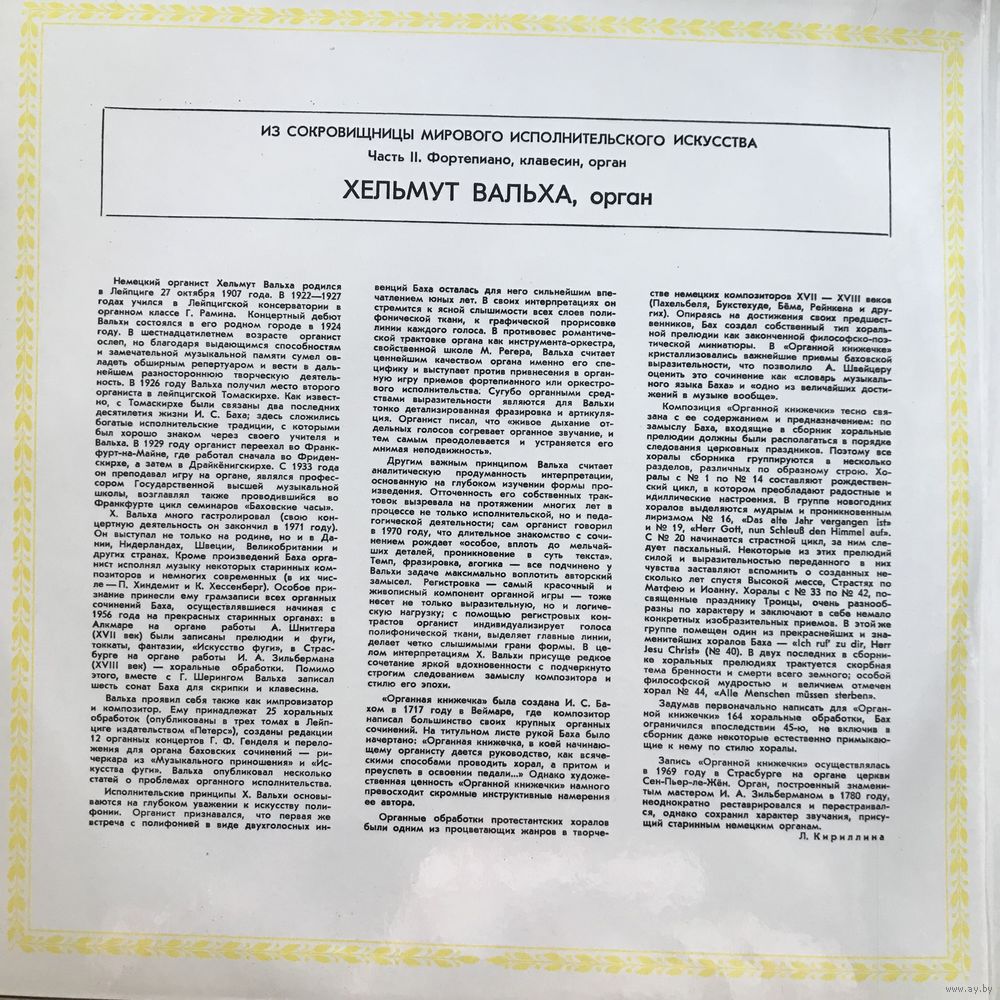 ИЗ СОКРОВИЩНИЦЫ МИРОВОГО ИСПОЛНИТЕЛЬСКОГО ИСКУССТВА
Часть II. Фортепиано, клавесин, орган
ХЕЛЬМУТ ВАЛЬХА, орган
Немецкий органист Хельмут Вальха родился
в Лейпциге 27 октября 1907 года. В 1922—1927
годах учился в Лейпцигской консерватории в
органном классе Г. Рамина. Концертный дебют
Вальхи состоялся в его родном городе в 1924
году. В шестнадцатилетнем возрасте органист
ослеп, но благодаря выдающимся способностям
и замечательной музыкальной памяти сумел ов-
ладеть обширным репертуаром и вести в даль-
нейшем разностороннюю творческую деятель-
ность. В 1926 году Вальха получил место второго
органиста в лейпцигской Томаскирхе. Как извест-
но, с Томаскирхе были связаны два последних
десятилетия жизни И. С. Баха; здесь сложились
богатые исполнительские традиции, с которыми
был хорошо знаком через своего учителя и
Вальха. В 1929 году органист переехал во Франк-
фурт-на-Майне, где работал сначала во Фриден-
скирхе, а затем в Драйкёнигскирхе. С 1933 года
он преподавал игру на органе, являлся профес-
сором Государственной высшей музыкальной
школы, возглавлял также проводившийся во
Франкфурте цикл семинаров «Баховские часы».
Х. Вальха много гастролировал (свою кон-
цертную деятельность он закончил в 1971 году).
Он выступал не только на родине, но и в Да-
нии, Нидерландах, Швеции, Великобритании и
других странах. Кроме произведений Баха орга-
нист исполнял музыку некоторых старинных ком-
позиторов и немногих современных (в их чис-
ле — П. Хиндемит и К. Хессенберг). Особое при-
знание принесли ему грамзаписи всех органных
сочинений Баха, осуществлявшиеся начиная с
1956 года на прекрасных старинных органах: в
Алкмаре на органе работы А. Шнитгера
(XVII век) были записаны прелюдии и фуги,
токкаты, фантазии, «Искусство фуги», в Страс-
бурге на органе работы И. А. Зильбермана
(XVIII век) — хоральные обработки. Помимо
этого, вместе с Г. Шерингом Вальха записал
шесть сонат Баха для скрипки и клавесина.
Вальха проявил себя также как импровизатор
и композитор. Ему принадлежат 25 хоральных
обработок (опубликованы в трех томах в Лейп-
циге издательством «Петерс»), созданы редакции
12 органных концертов Г. Ф. Генделя и перело-
жения для органа баховских сочинений — ри-
черкара из «Музыкального приношения» и «Ис-
кусства фуги». Вальха опубликовал несколько
статей о проблемах органного исполнительства.
Исполнительские принципы Х. Вальхи основы-
ваются на глубоком уважении к искусству поли-
фонии. Органист признавался, что первая же
встреча с полифонией в виде двухголосных ин-
венций Баха осталась для него сильнейшим впе-
чатлением юных лет. В своих интерпретациях он
стремится к ясной слышимости всех слоев поли-
фонической ткани, к графической прорисовке
линии каждого голоса. В противовес романтиче-
ской трактовке органа как инструмента-оркестра,
свойственной школе М. Регера, Вальха считает
ценнейшим качеством органа именно его спе-
цифику и выступает против привнесения в орган-
ную игру приемов фортепианного или оркестро-
вого исполнительства. Сугубо органными сред-
ствами выразительности являются для Вальхи
тонко детализированная фразировка и артикуля-
ция. Органист писал, что «живое дыхание от-
дельных голосов согревает органное звучание, и
тем самым преодолевается и устраняется его
мнимая неподвижность».
Другим важным принципом Вальха считает
аналитическую продуманность интерпретации,
основанную на глубоком изучении формы про-
изведения. Отточенность его собственных трак-
товок вызревала на протяжении многих лет в
процессе не только исполнительской, но и педа-
гогической деятельности; сам органист говорил
в 1970 году, что длительное знакомство с сочи-
нением рождает «особое, вплоть до мельчай-
ших деталей, проникновение в суть текста».
Темп, фразировка, агогика — все подчинено у
Вальхи задаче максимально воплотить авторский
замысел. Регистровка — самый красочный и
живописный компонент органной игры — тоже
несет не только выразительную, но и логиче-
скую нагрузку; с помощью регистровых кон-
трастов органист индивидуализирует голоса
полифонической ткани, выделяет главные линии,
делает четко слышимыми грани формы. В це-
лом интерпретациям Х. Вальхи присуще редкое
сочетание яркой вдохновенности с подчеркнуто
строгим следованием замыслу композитора и
стилю его эпохи.
«Органная книжечка» была создана И. С. Ба-
хом в 1717 году в Веймаре, где композитор
написал большинство своих крупных органных
сочинений. На титульном листе рукой Баха было
начертано: «Органная книжечка, в коей начинаю-
щему органисту дается руководство, как всяче-
скими способами проводить хорал, а притом и
преуспеть в освоении педали...» Однако художе-
ственная ценность «Органной книжечки» намного
превосходит скромные инструктивные намерения
ее автора.
Органные обработки протестантских хоралов
были одним из процветающих жанров в творче-
стве немецких композиторов XVII — XVIII веков
(Пахельбеля, Букстехуде, Бёма, Рейнкена и дру-
гих). Опираясь на достижения своих предшест-
венников, Бах создал собственный тип хораль-
ной прелюдии как законченной философско-поэ-
тической миниатюры. В «Органной книжечке»
кристаллизовались важнейшие приемы баховской
выразительности, что позволило А. Швейцеру
оценить это сочинение как «словарь музыкаль-
ного языка Баха» и «одно из величайших дости-
жений в музыке вообще».
Композиция «Органной книжечки» тесно свя-
зана с ее содержанием и предназначением: по
замыслу Баха, входящие в сборник хоральные
прелюдии должны были располагаться в порядке
следования церковных праздников. Поэтому все
хоралы сборника группируются в несколько
разделов, различных по образному строю. Хо-
ралы с № 1 по № 14 составляют рождествен-
ский цикл, в котором преобладают радостные и
идиллические настроения. В группе новогодних
хоралов выделяются мудрым и проникновенным
лиризмом № 16, «Das alte Jahr vergangen ist»
и № 19, «Herr Gott, nun Schleuß den Himmel auf».
С № 20 начинается страстной цикл, за ним сле-
дует пасхальный. Некоторые из этих прелюдий
силой и выразительностью переданного в них
чувства заставляют вспомнить о созданных не-
сколько лет спустя Высокой мессе, Страстях по
Матфею и Иоанну. Хоралы с № 33 по № 42, по-
священные празднику Троицы, очень разнооб-
разны по характеру и заключают в себе немало
конкретных изобразительных приемов. В этой же
группе помещен один из прекраснейших и зна-
менитейших хоралов Баха — «Ich ruf' zu dir, Herr
Jesu Christ» (№ 40). В двух последних в сборни-
ке хоральных прелюдиях трактуется скорбная
тема бренности и смерти всего земного; особой
философской мудростью и величием отмечен
хорал № 44, «Alle Menschen müssen sterben».
Задумав первоначально написать для «Орган-
ной книжечки» 164 хоральные обработки, Бах
ограничился впоследствии 45-ю, не включив в
сборник даже некоторые естественно примыкаю-
щие к нему по стилю хоралы.
Запись «Органной книжечки» осуществлялась
в 1969 году в Страсбурге на органе церкви
Сен-Пьер-ле-Жён. Орган, построенный знамени-
тым мастером И. А. Зильберманом в 1780 году,
неоднократно реставрировался и перестраивал-
ся, однако сохранил характер звучания, прису-
щий старинным немецким органам.
Л. Кириллина
www.ay.by